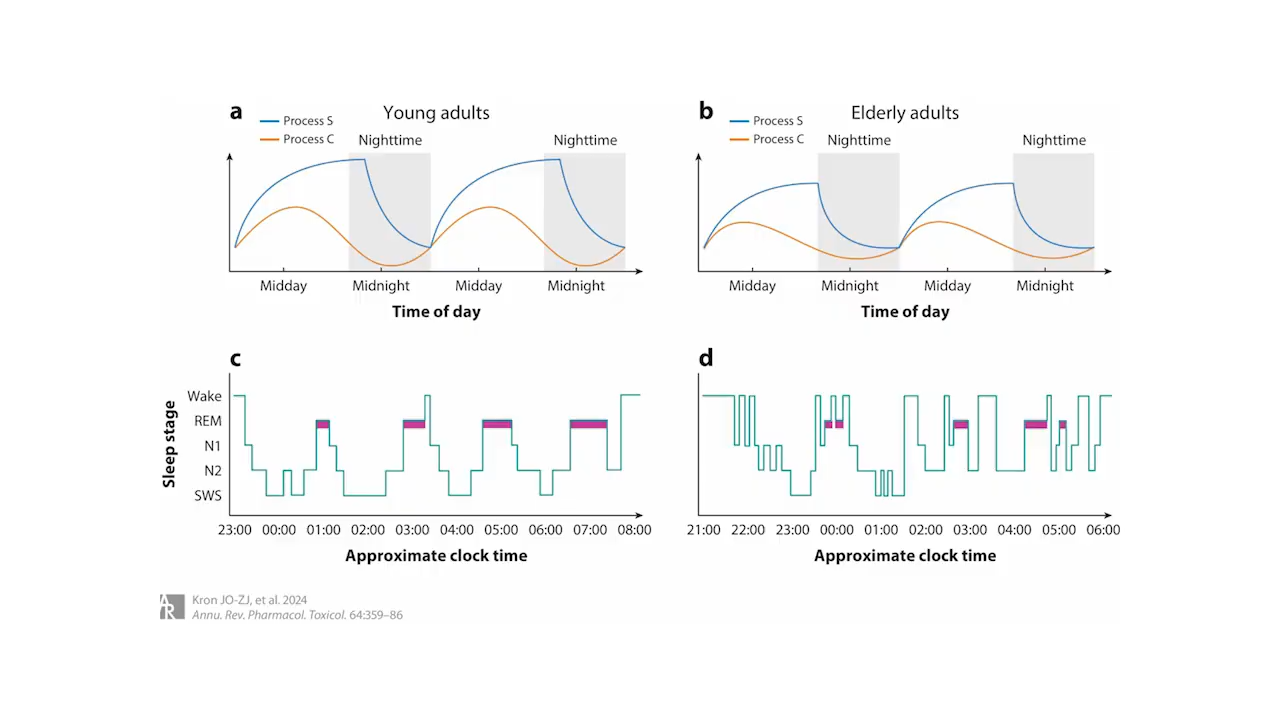 a
Young adults
Process S
Process C
Nighttime
Nighttime
Midday
Midnight
Midday
Midnight
Time of day
b
Elderly adults
Process S
Process C
Nighttime
Nighttime
Midday
Midnight
Midday
Midnight
Time of day
c
Sleep stage
Wake
REM
N1
N2
SWS
23:00 00:00 01:00 02:00 03:00 04:00 05:00 06:00 07:00 08:00
Approximate clock time
d
21:00 22:00 23:00 00:00 01:00 02:00 03:00 04:00 05:00 06:00
Approximate clock time
AR
Kron JO-ZJ, et al. 2024
Annu. Rev. Pharmacol. Toxicol. 64:359–86